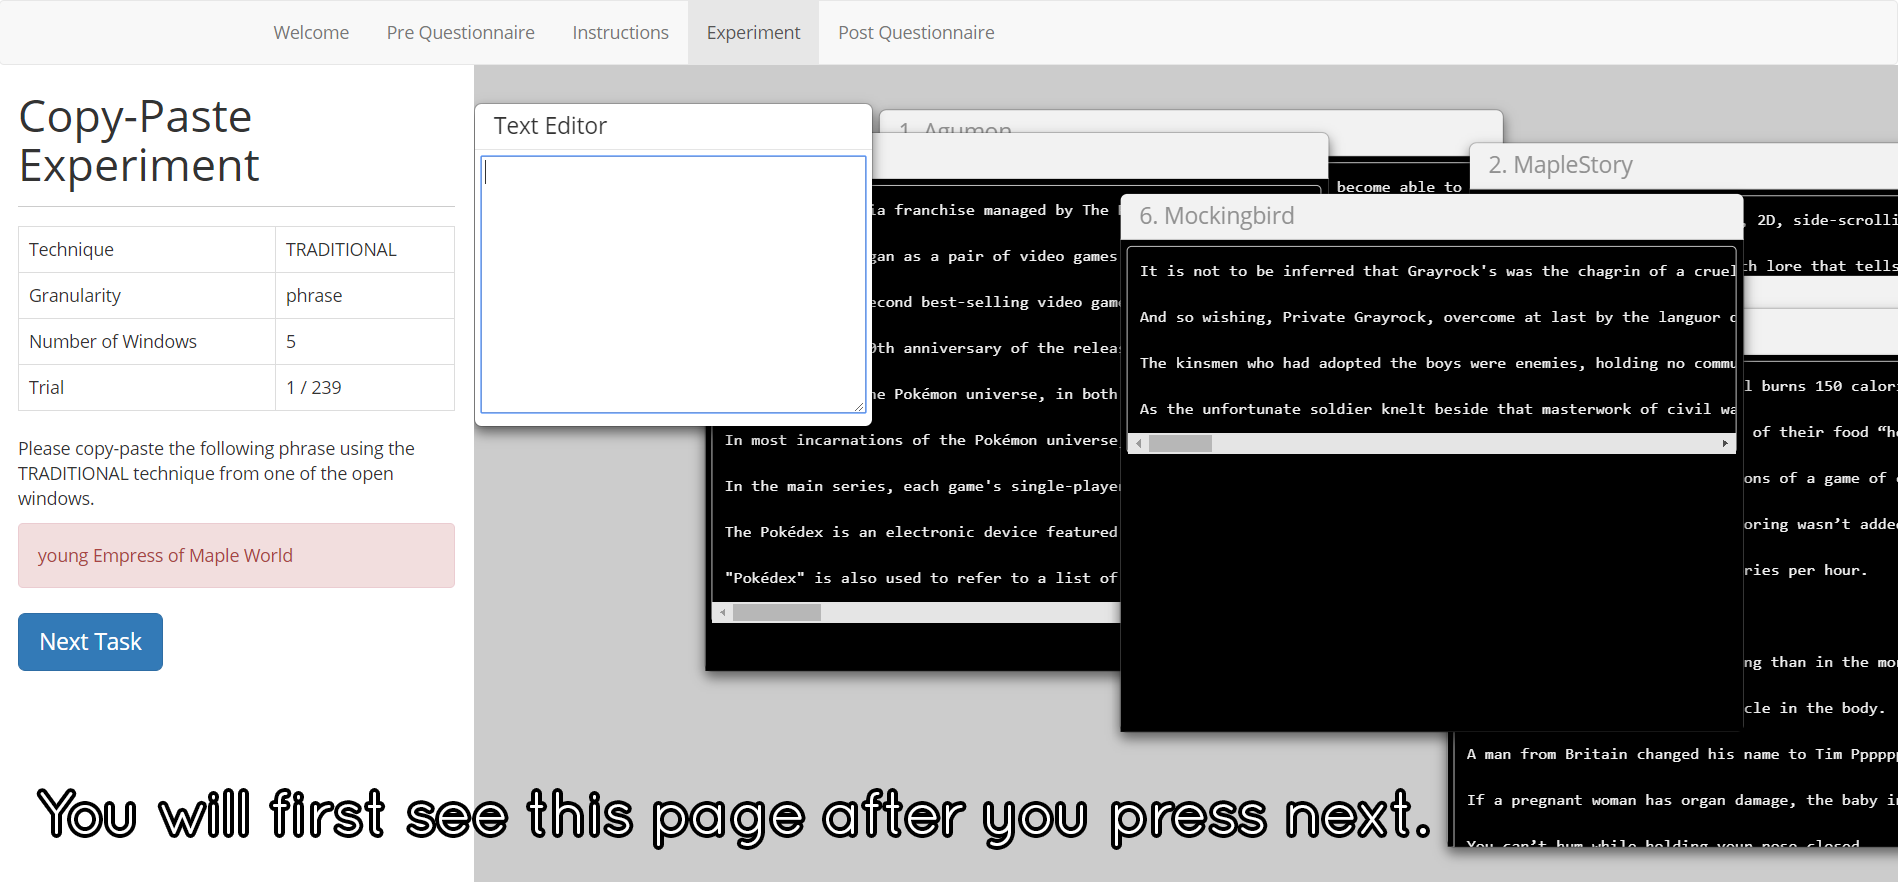 Welcome
Pre Questionnaire
Instructions
Experiment
Post Questionnaire
Copy-Paste
Experiment
Technique TRADITIONAL
Granularity phrase
Number of Windows 5
Trial 1 / 239
Please copy-paste the following phrase using the
TRADITIONAL technique from one of the open
windows.
young Empress of Maple World
Next Task
Text Editor
1. Agumon
become able to
ia franchise managed by The
as a pair of video games
best-selling video
anniversary of the
Pokémon universe, in both
In most incarnations of the Pokémon universe
In the main series, each game's single-player
The Pokédex is an electronic device featured
"Pokédex" is also used to refer to a list of
2. MapleStory
2D, side-scrolli
lore that tells
6. Mockingbird
It is not to be inferred that Grayrock's was the chagrin of a cruel
And so wishing, Private Grayrock, overcome at last by the languor
The kinsmen who had adopted the boys were enemies, holding no commu
As the unfortunate soldier knelt beside that masterwork of civil wa
burns 150 calori
of their food “he
ons of a game of
oring wasn’t added
ries per hour.
ng than in the mor
cle in the body.
A man from Britain changed his name to Tim Pppppp
If a pregnant woman has organ damage, the baby in
You can’t hum while holding your nose closed.
You will first see this page after you press next.